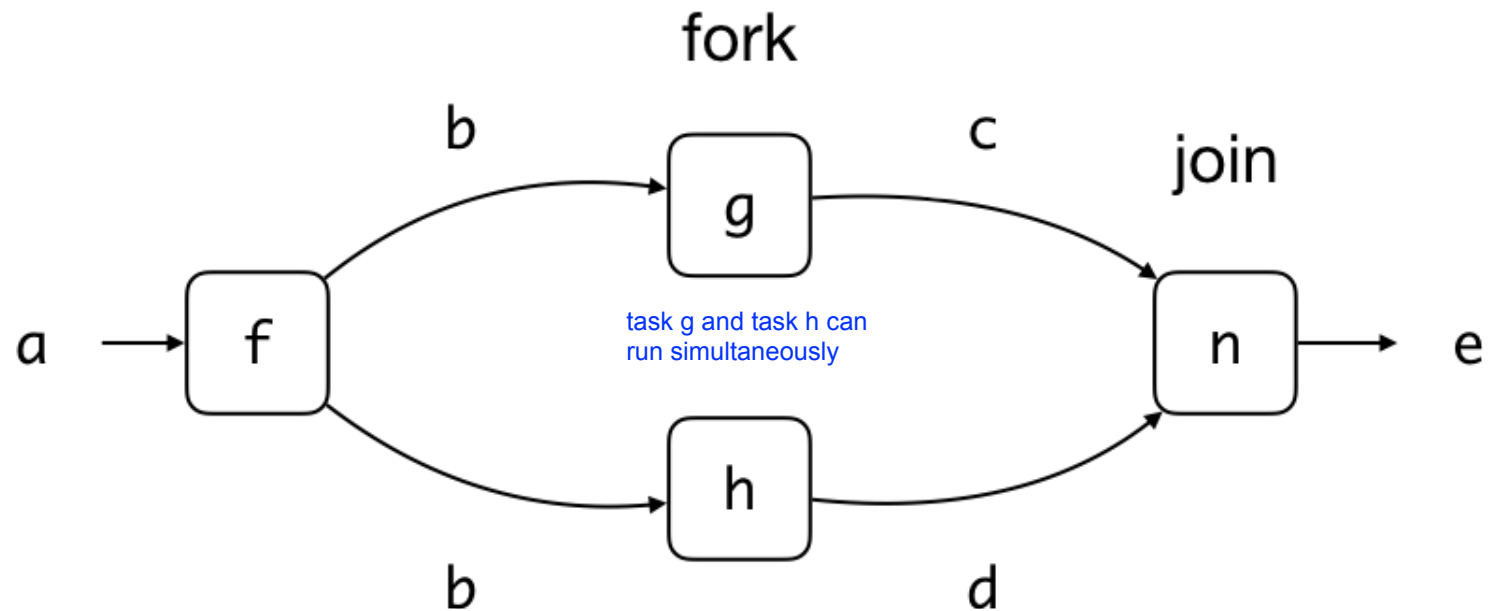 fork
b
c
join
g
a
f
task g and task h can
run simultaneously
n
e
h
b
d